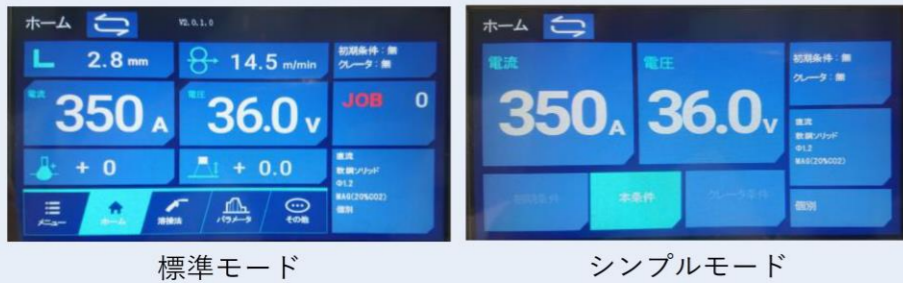 ホーム
V2.0.1.0
2.8 mm
14.5 m/min
初期条件：無
クレータ：無
電流
350 A
電圧
36.0 V
JOB 0
+ 0
+ 0.0
直流
軟鋼ソリッド
Φ1.2
MAG(20%CO2)
個別
メニュー
ホーム
溶接法
パラメータ
その他
標準モード
ホーム
電流
350 A
電圧
36.0 V
初期条件：無
クレータ：無
直流
軟鋼ソリッド
Φ1.2
MAG(20%CO2)
初期条件
本条件
クレータ条件
個別
シンプルモード